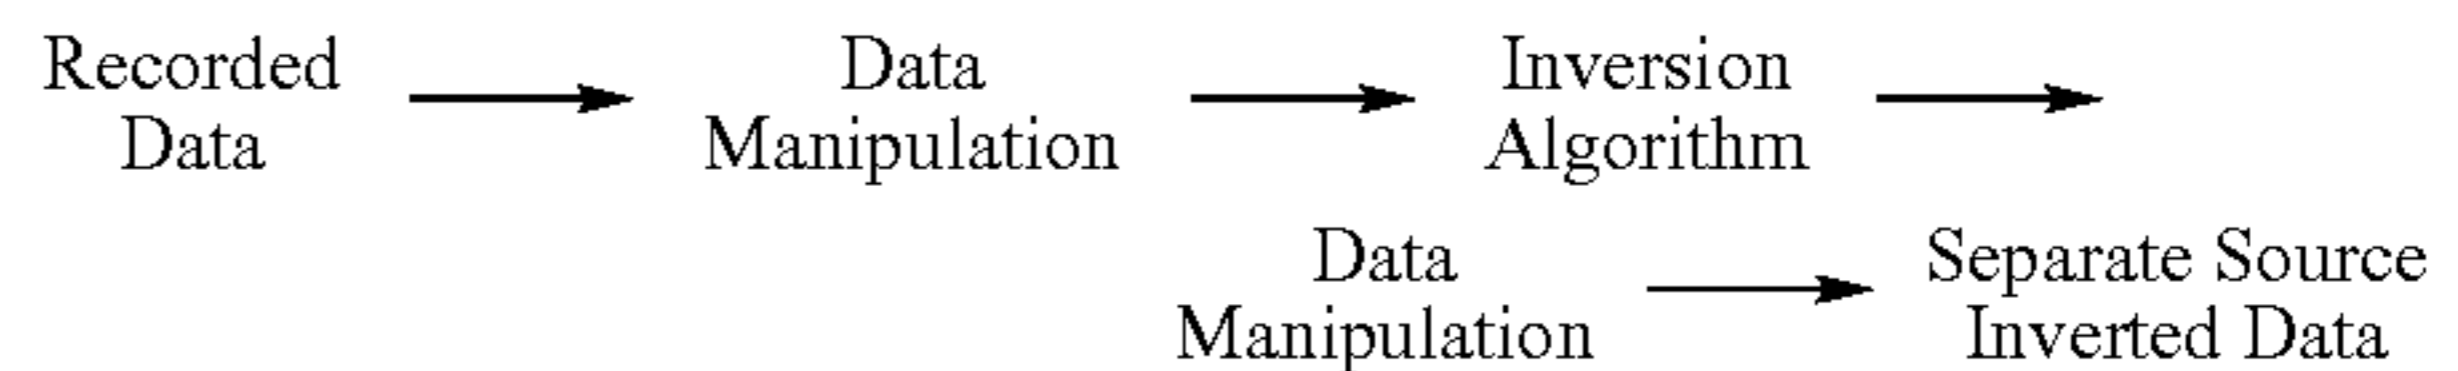 Recorded
Data
Data
Manipulation
Inversion
Algorithm
Data
Manipulation
Separate Source
Inverted Data